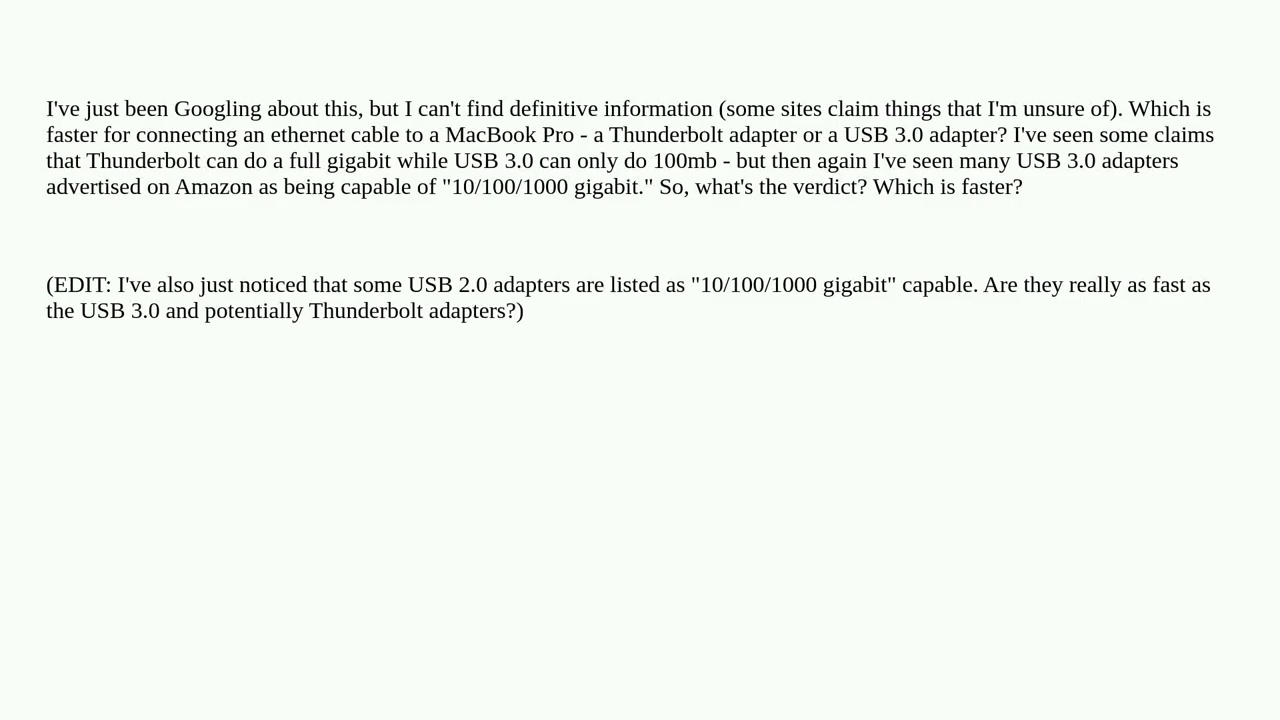 I've just been Googling about this, but I can't find definitive information (some sites claim things that I'm unsure of). Which is
faster for connecting an ethernet cable to a MacBook Pro - a Thunderbolt adapter or a USB 3.0 adapter? I've seen some claims
that Thunderbolt can do a full gigabit while USB 3.0 can only do 100mb - but then again I've seen many USB 3.0 adapters
advertised on Amazon as being capable of "10/100/1000 gigabit." So, what's the verdict? Which is faster?
(EDIT: I've also just noticed that some USB 2.0 adapters are listed as "10/100/1000 gigabit" capable. Are they really as fast as
the USB 3.0 and potentially Thunderbolt adapters?)